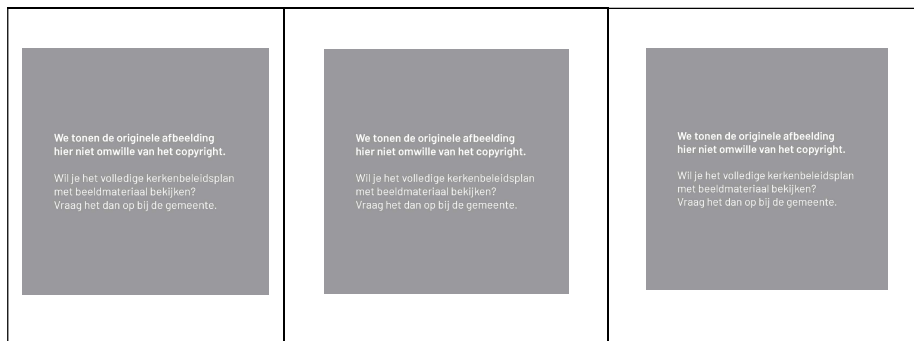 We tonen de originele afbeelding
hier niet omwille van het copyright.
Wil je het volledige kerkenbeleidsplan
met beeldmateriaal bekijken?
Vraag het dan op bij de gemeente.
We tonen de originele afbeelding
hier niet omwille van het copyright.
Wil je het volledige kerkenbeleidsplan
met beeldmateriaal bekijken?
Vraag het dan op bij de gemeente.
We tonen de originele afbeelding
hier niet omwille van het copyright.
Wil je het volledige kerkenbeleidsplan
met beeldmateriaal bekijken?
Vraag het dan op bij de gemeente.